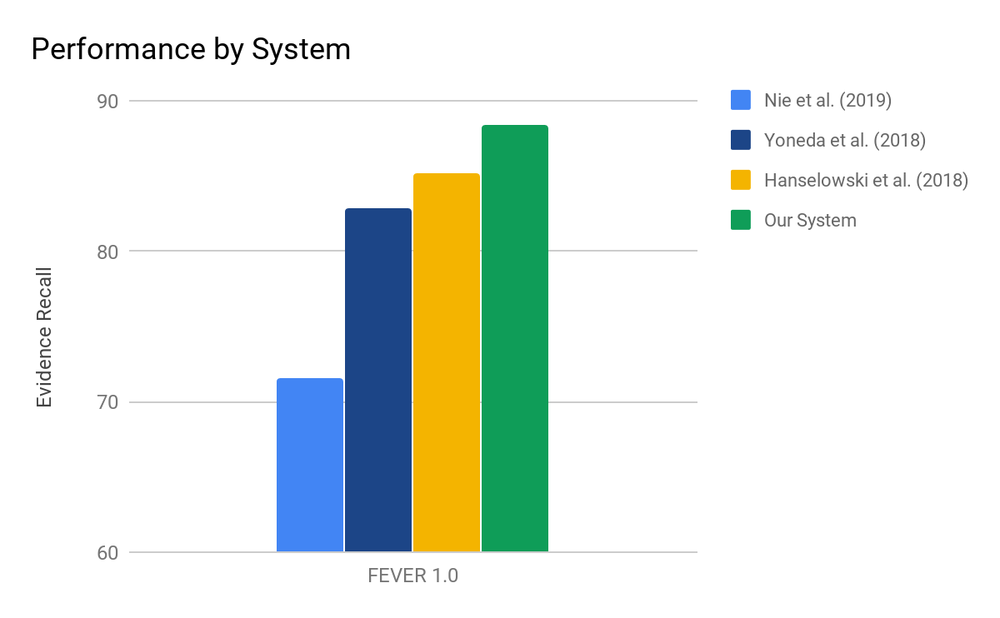 Performance by System
90
80
70
60
Evidence Recall
FEVER 1.0
Nie et al. (2019)
Yoneda et al. (2018)
Hanselowski et al. (2018)
Our System